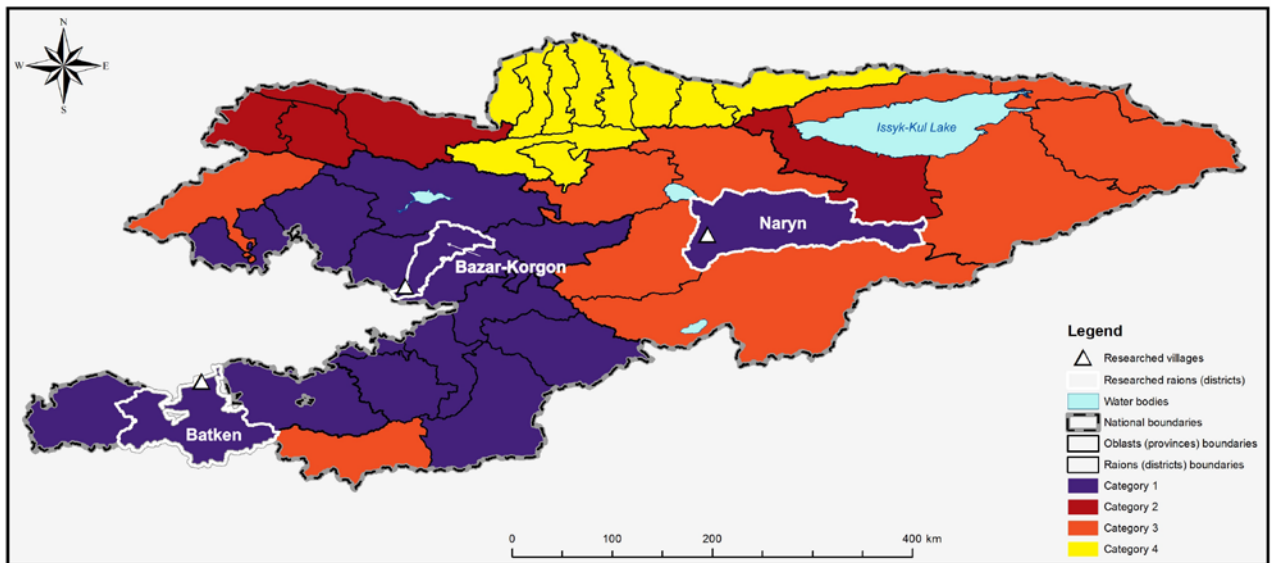 N
W E
S
Issyk-Kul Lake
Naryn
Bazar-Korgon
Batken
Legend
Researched villages
Researched raions (districts)
Water bodies
National boundaries
Oblasts (provinces) boundaries
Raions (districts) boundaries
Category 1
Category 2
Category 3
Category 4
0 100 200 400 km